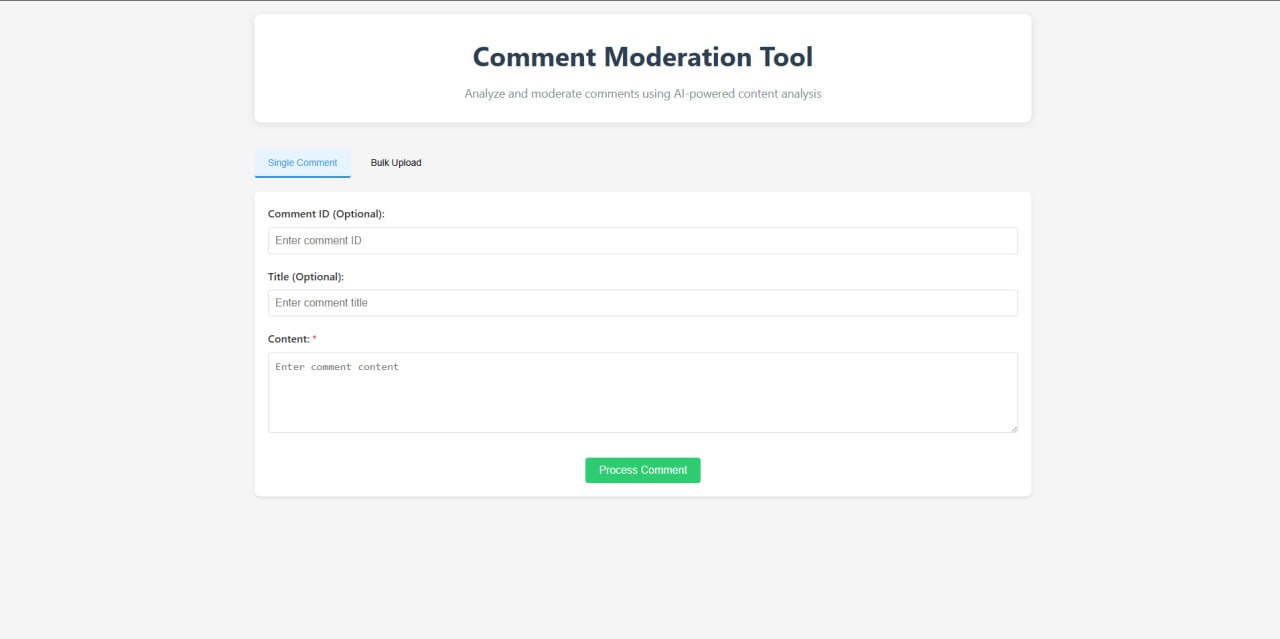 Comment Moderation Tool
Analyze and moderate comments using AI-powered content analysis
Single Comment Bulk Upload
Comment ID (Optional):
Enter comment ID
Title (Optional):
Enter comment title
Content: *
Enter comment content
Process Comment